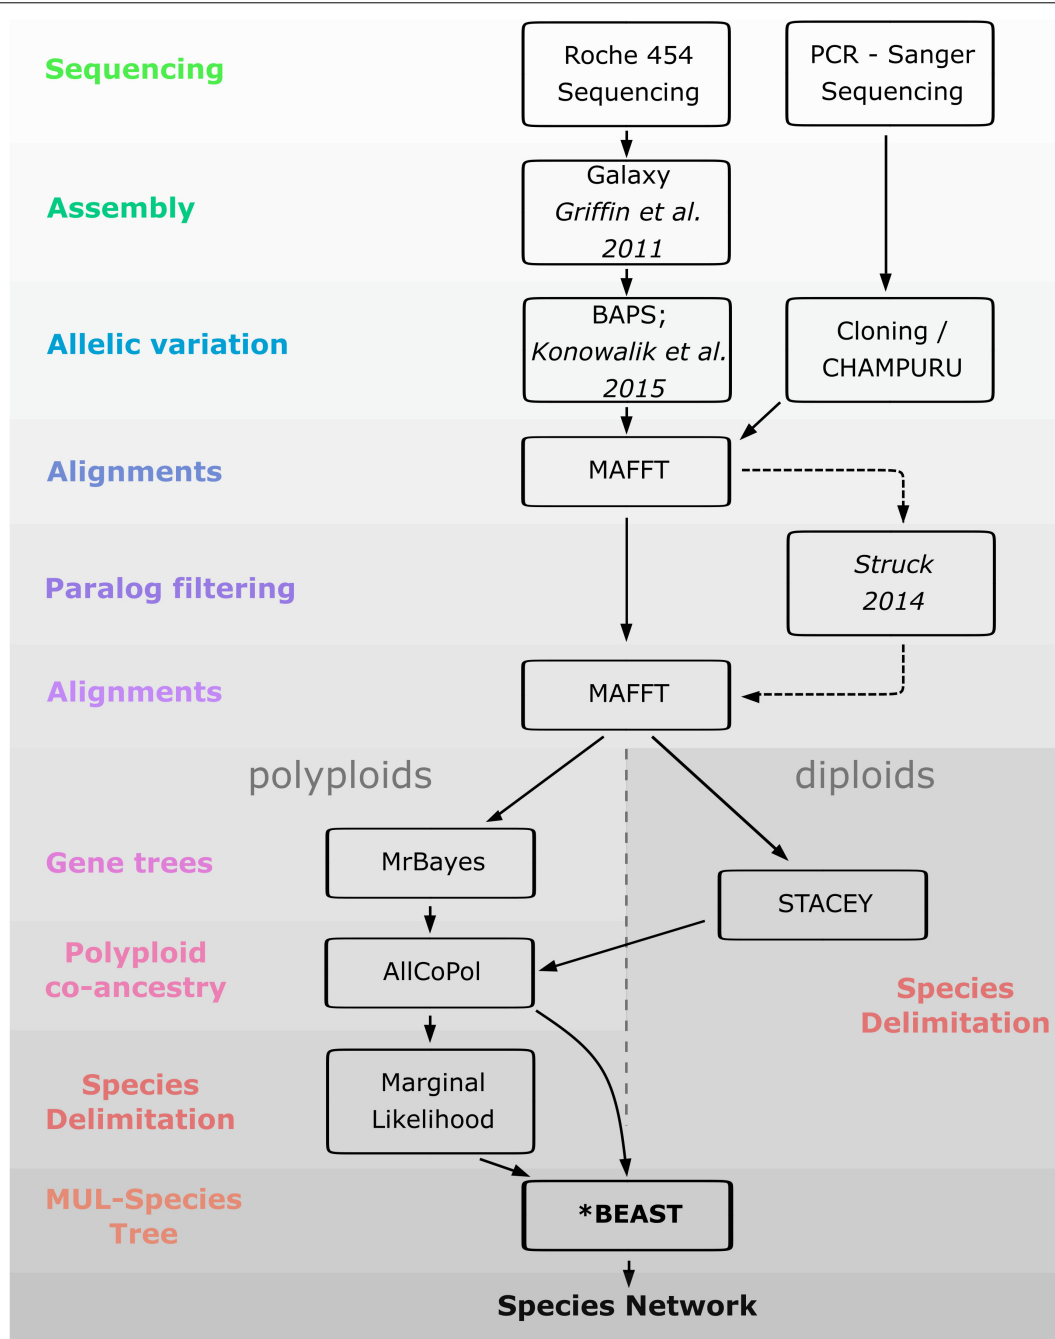 Sequencing
Roche 454
Sequencing
PCR - Sanger
Sequencing
Assembly
Galaxy
Griffin et al.
2011
Allelic variation
BAPS;
Konowalik et al.
2015
Cloning /
CHAMPURU
Alignments
MAFFT
Paralog filtering
Struck
2014
Alignments
MAFFT
polyploids
diploids
Gene trees
MrBayes
STACEY
Polyploid
co-ancestry
AllCoPol
Species
Delimitation
Species
Delimitation
Marginal
Likelihood
MUL-Species
Tree
*BEAST
Species Network